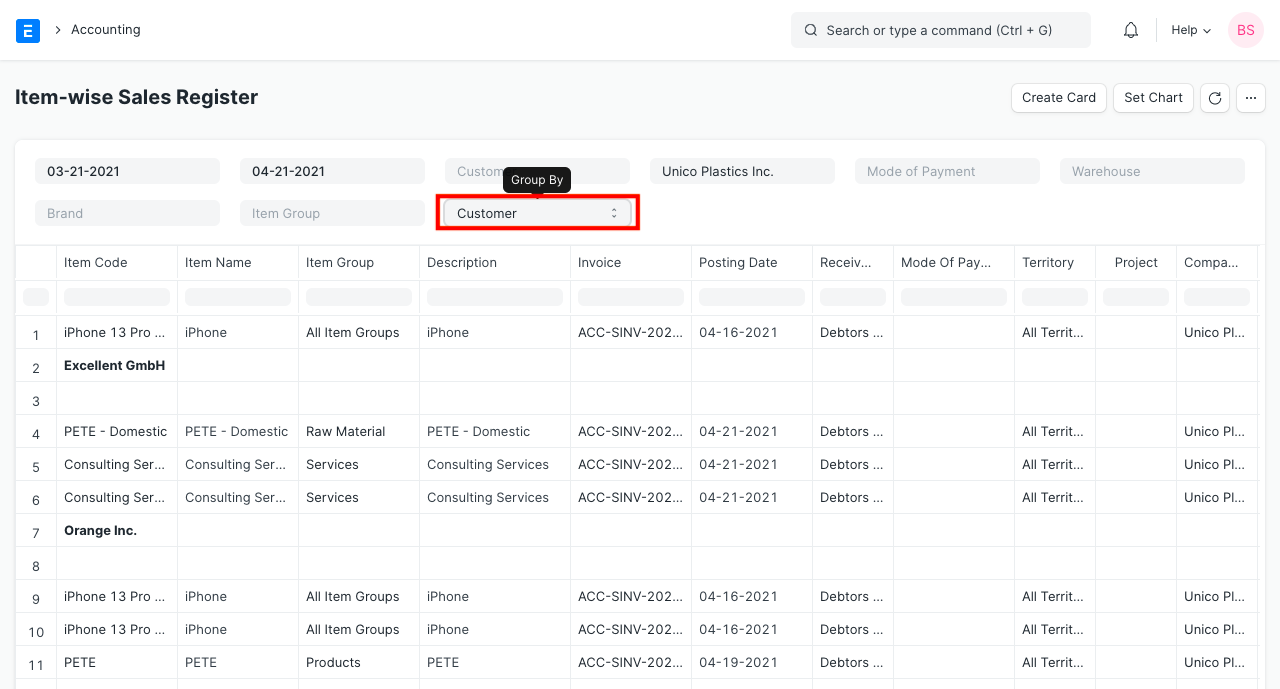 E > Accounting Search or type a command (Ctrl + G) Help BS
Item-wise Sales Register Create Card Set Chart ...
03-21-2021 04-21-2021 Custom Unico Plastics Inc. Mode of Payment Warehouse
Group By
Brand Item Group Customer
Item Code Item Name Item Group Description Invoice Posting Date Receiv... Mode Of Pay... Territory Project Compa...
1 iPhone 13 Pro ... iPhone All Item Groups iPhone ACC-SINV-202... 04-16-2021 Debtors ... All Territ... Unico Pl...
2 Excellent GmbH
3
4 PETE - Domestic PETE - Domestic Raw Material PETE - Domestic ACC-SINV-202... 04-21-2021 Debtors ... All Territ... Unico Pl...
5 Consulting Ser... Consulting Ser... Services Consulting Services ACC-SINV-202... 04-21-2021 Debtors ... All Territ... Unico Pl...
6 Consulting Ser... Consulting Ser... Services Consulting Services ACC-SINV-202... 04-21-2021 Debtors ... All Territ... Unico Pl...
7 Orange Inc.
8
9 iPhone 13 Pro ... iPhone All Item Groups iPhone ACC-SINV-202... 04-16-2021 Debtors ... All Territ... Unico Pl...
10 iPhone 13 Pro ... iPhone All Item Groups iPhone ACC-SINV-202... 04-16-2021 Debtors ... All Territ... Unico Pl...
11 PETE PETE Products PETE ACC-SINV-202... 04-19-2021 Debtors ... All Territ... Unico Pl...